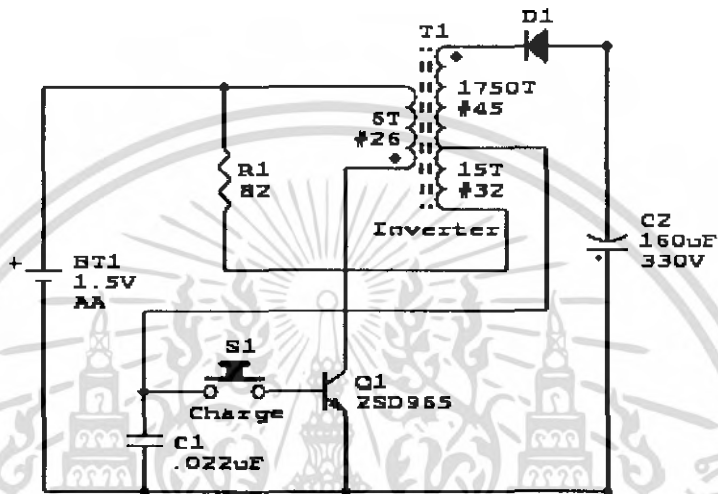 D1
T1
1750T
#45
6T
#26
15T
#32
R1
82
Inverter
C2
160uF
330V
+
BT1
1.5V
AA
S1
Charge
Q1
2SD965
C1
.022uF